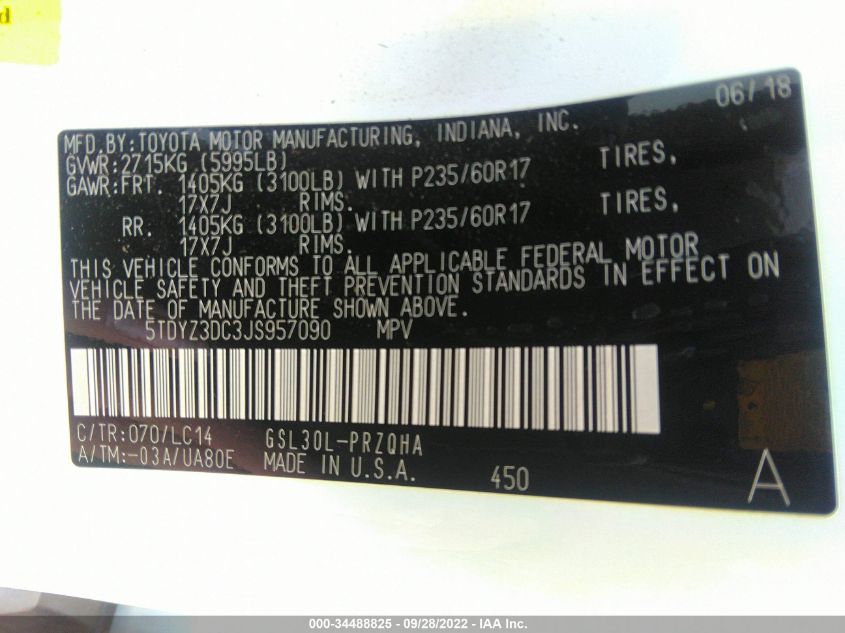 d
06/18
MFD.BY:TOYOTA MOTOR MANUFACTURING, INDIANA, INC.
GVWR:2715KG (5995LB)
GAWR:FRT. 1405KG (3100LB) WITH P235/60R17 TIRES,
17X7J RIMS.
RR. 1405KG (3100LB) WITH P235/60R17 TIRES,
17X7J RIMS.
THIS VEHICLE CONFORMS TO ALL APPLICABLE FEDERAL MOTOR
VEHICLE SAFETY AND THEFT PREVENTION STANDARDS IN EFFECT ON
THE DATE OF MANUFACTURE SHOWN ABOVE.
5TDYZ3DC3JS957090 MPV
C/TR:070/LC14 GSL30L-PRZQHA
A/TM:-03A/UA80E MADE IN U.S.A. 450 A
000-34488825 - 09/28/2022 - IAA Inc.